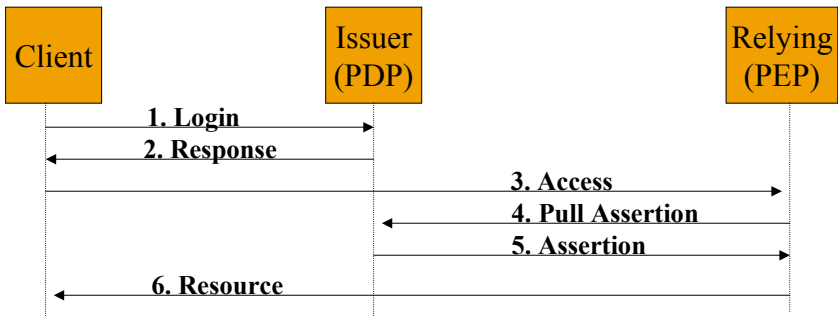 Client
Issuer
(PDP)
Relying
(PEP)
1. Login
2. Response
3. Access
4. Pull Assertion
5. Assertion
6. Resource